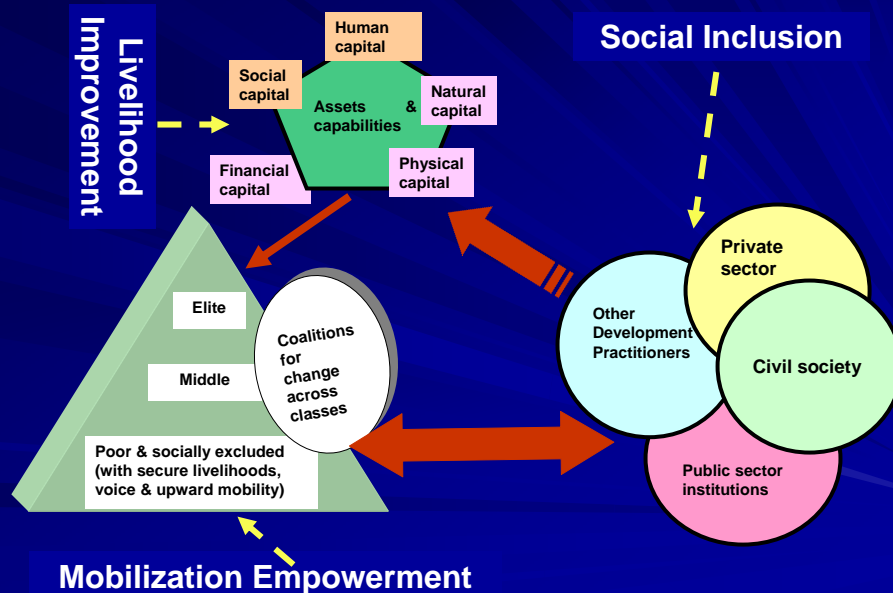 Livelihood
Improvement
Human
capital
Social
capital
Assets &
capabilities
Natural
capital
Financial
capital
Physical
capital
Social Inclusion
Elite
Middle
Poor & socially excluded
(with secure livelihoods,
voice & upward mobility)
Coalitions
for
change
across
classes
Private
sector
Other
Development
Practitioners
Civil society
Public sector
institutions
Mobilization Empowerment